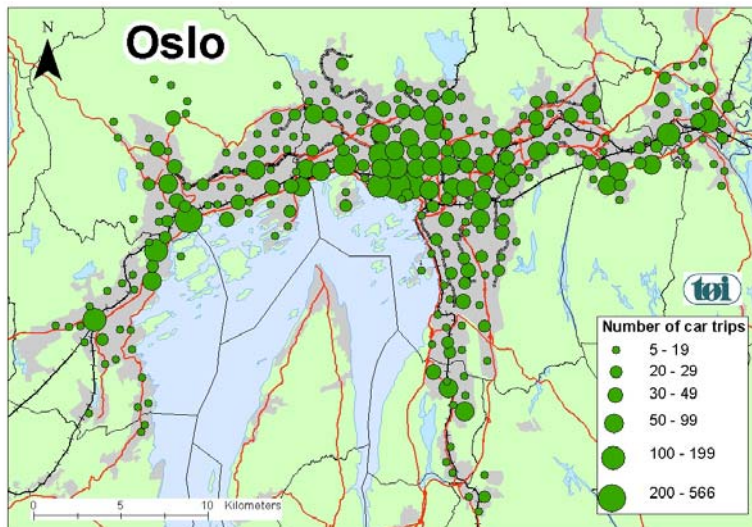 Oslo
N
tøi
Number of car trips
5 - 19
20 - 29
30 - 49
50 - 99
100 - 199
200 - 566
0 5 10 Kilometers